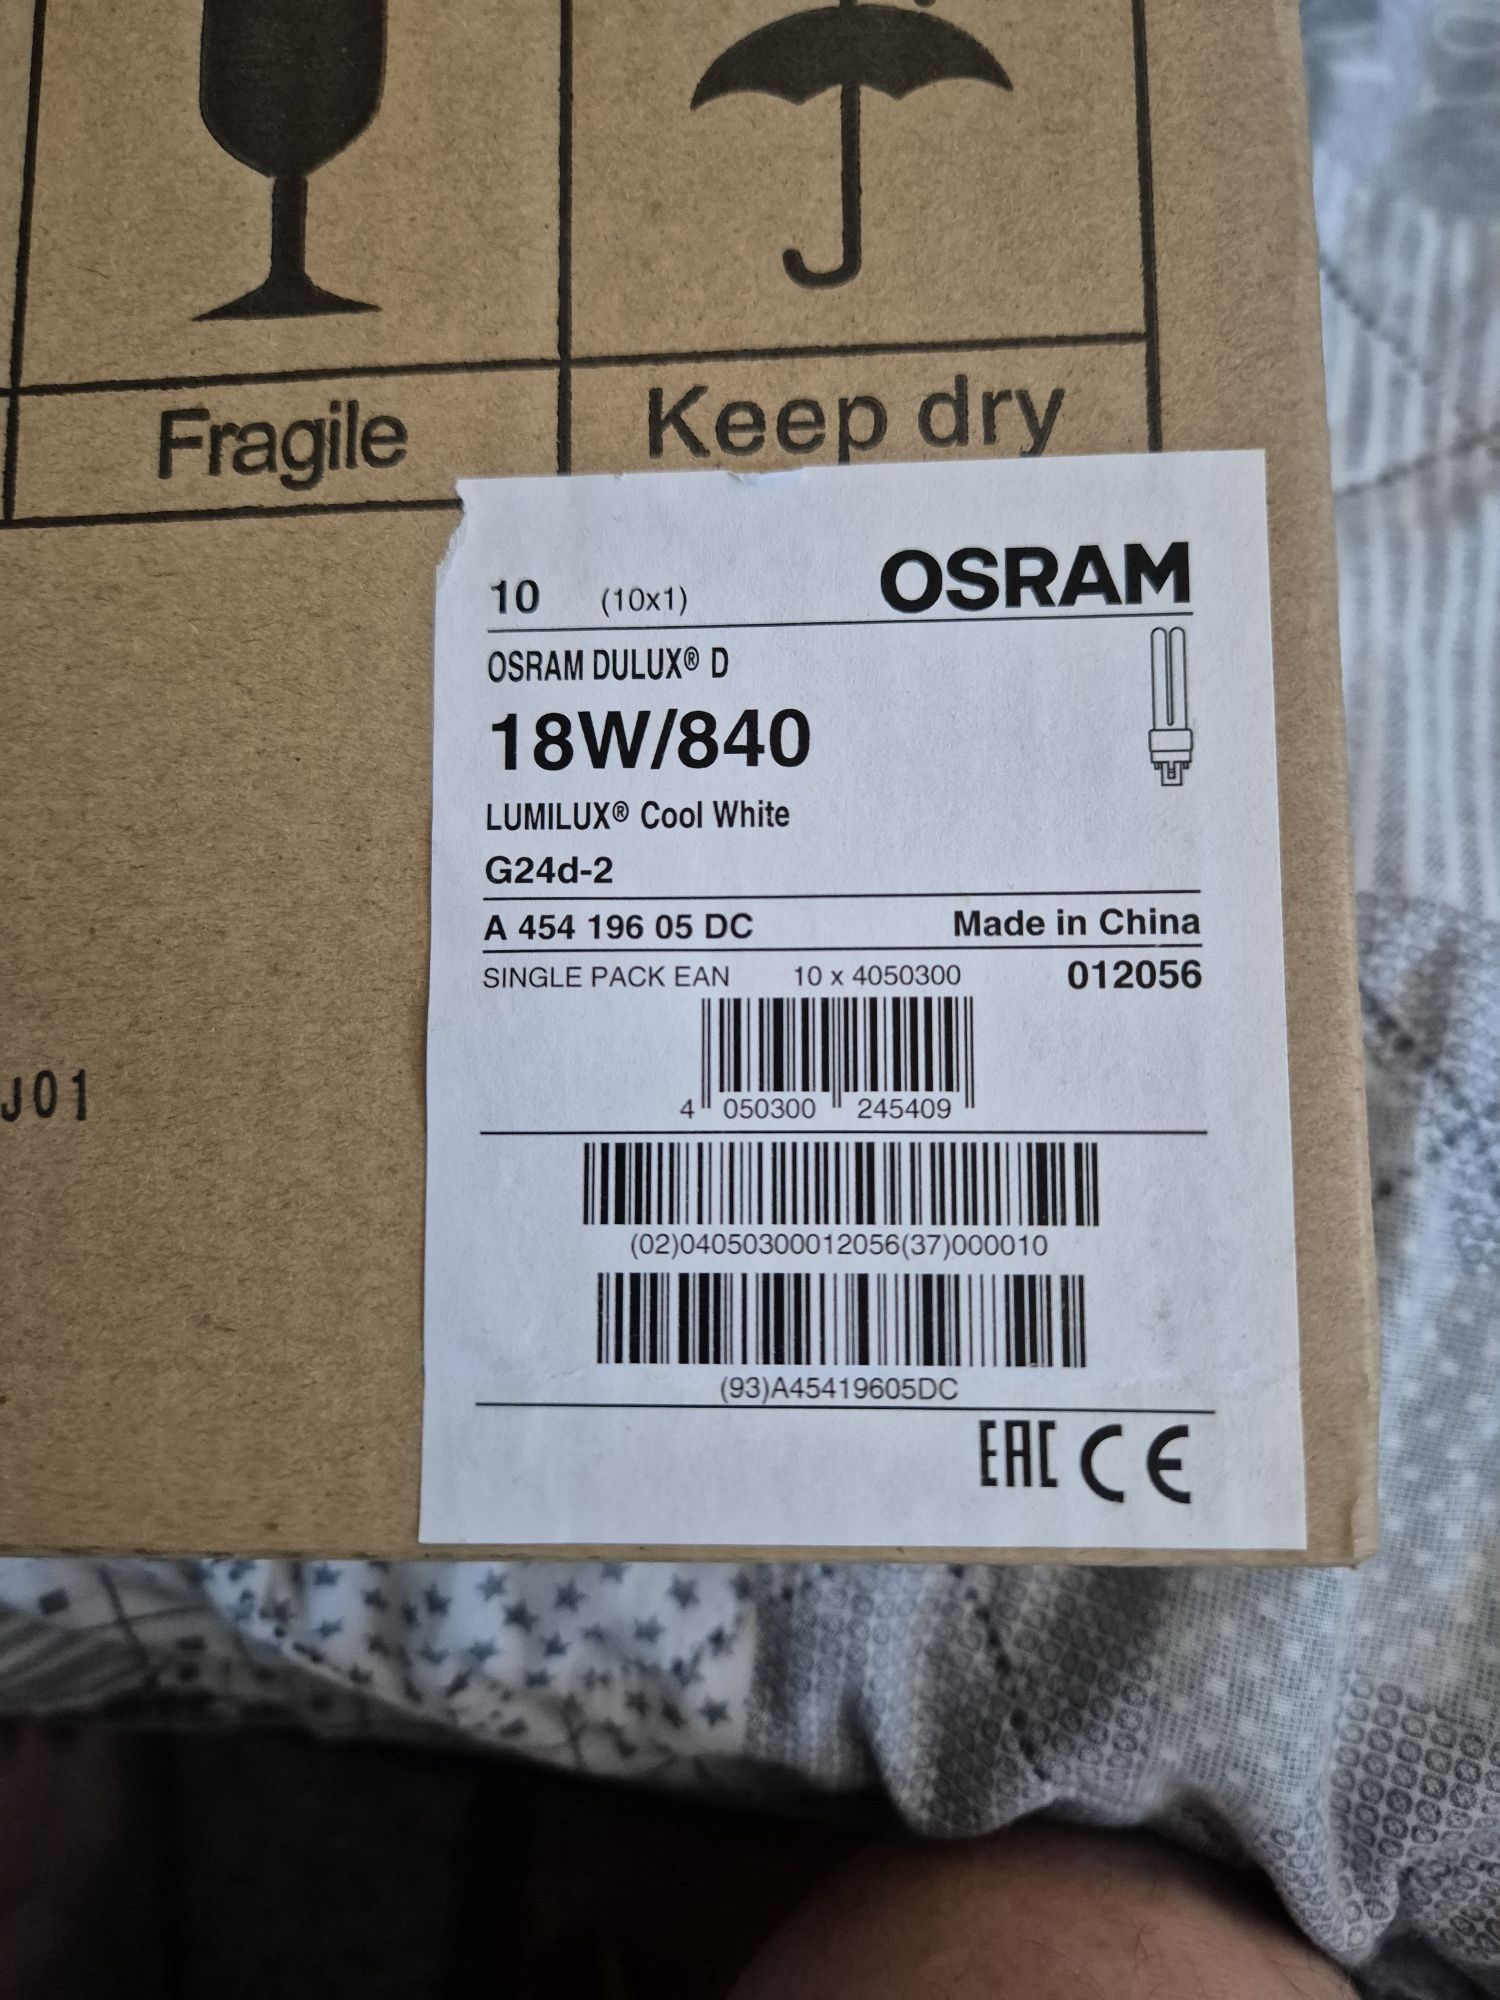 Fragile
Keep dry
10 (10x1) OSRAM
OSRAM DULUX® D
18W/840
LUMILUX® Cool White
G24d-2
A 454 196 05 DC Made in China
SINGLE PACK EAN 10 x 4050300 012056
4 050300 245409
(02)04050300012056(37)000010
(93)A45419605DC
EAC CE
J01